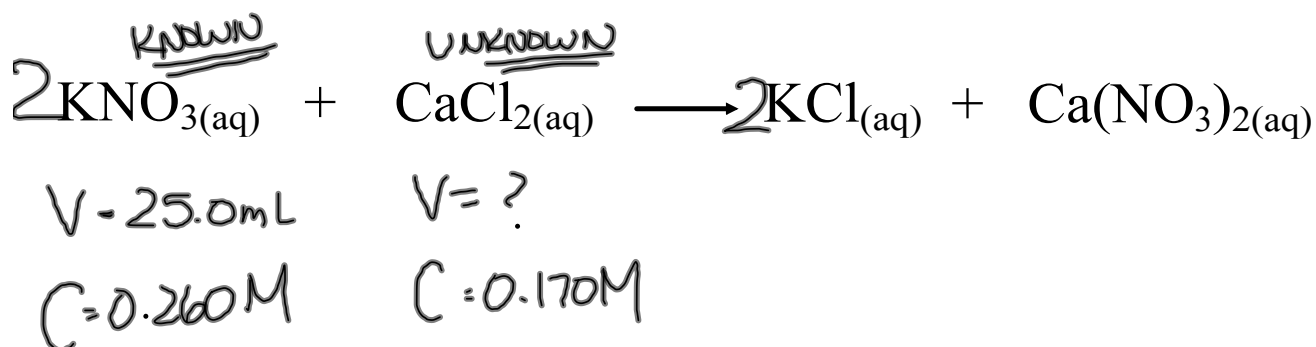 KNOWN UNKNOWN
2KNO₃(aq) + CaCl₂(aq) → 2KCl(aq) + Ca(NO₃)₂(aq)
V - 25.0mL V = ?
C = 0.260M C = 0.170M